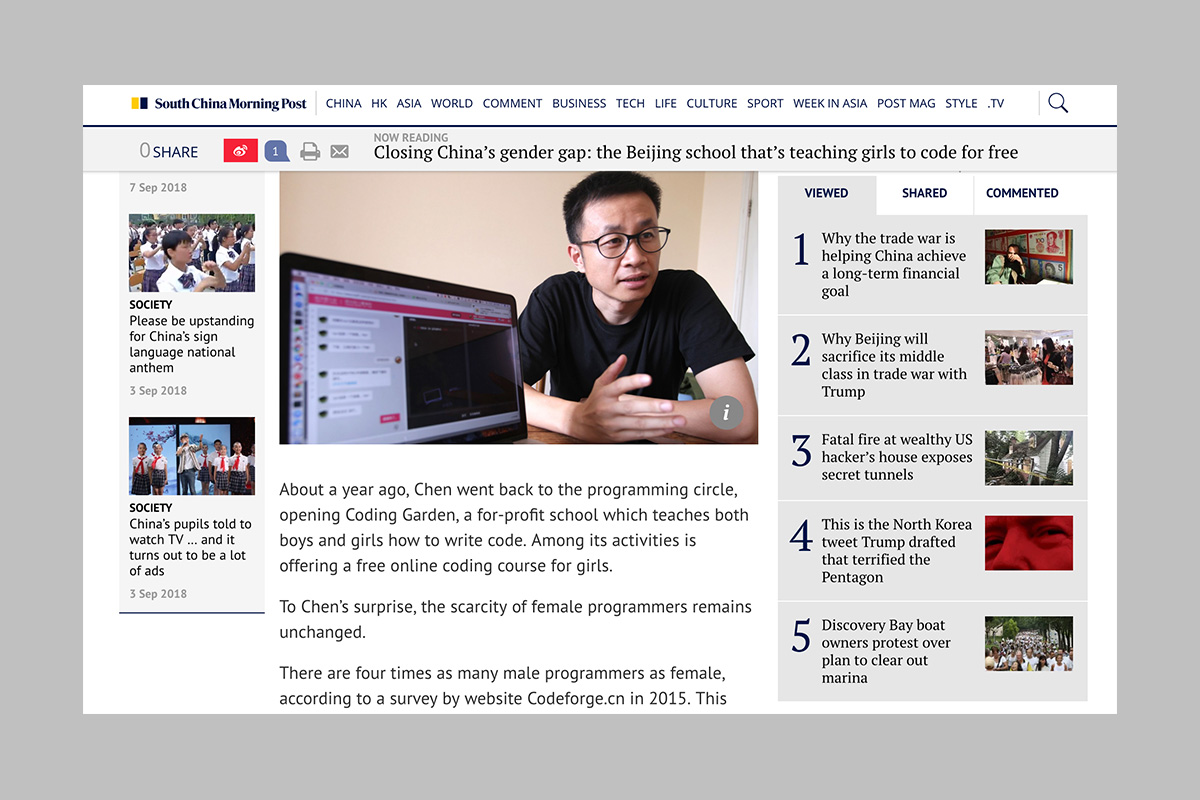 South China Morning Post
CHINA HK ASIA WORLD COMMENT BUSINESS TECH LIFE CULTURE SPORT WEEK IN ASIA POST MAG STYLE .TV
0 SHARE
1
NOW READING
Closing China’s gender gap: the Beijing school that’s teaching girls to code for free
7 Sep 2018
SOCIETY
Please be upstanding
for China’s sign
language national
anthem
3 Sep 2018
SOCIETY
China’s pupils told to
watch TV ... and it
turns out to be a lot
of ads
3 Sep 2018
i
About a year ago, Chen went back to the programming circle,
opening Coding Garden, a for-profit school which teaches both
boys and girls how to write code. Among its activities is
offering a free online coding course for girls.
To Chen’s surprise, the scarcity of female programmers remains
unchanged.
There are four times as many male programmers as female,
according to a survey by website Codeforge.cn in 2015. This
VIEWED SHARED COMMENTED
1
Why the trade war is
helping China achieve
a long-term financial
goal
2
Why Beijing will
sacrifice its middle
class in trade war with
Trump
3
Fatal fire at wealthy US
hacker’s house exposes
secret tunnels
4
This is the North Korea
tweet Trump drafted
that terrified the
Pentagon
5
Discovery Bay boat
owners protest over
plan to clear out
marina